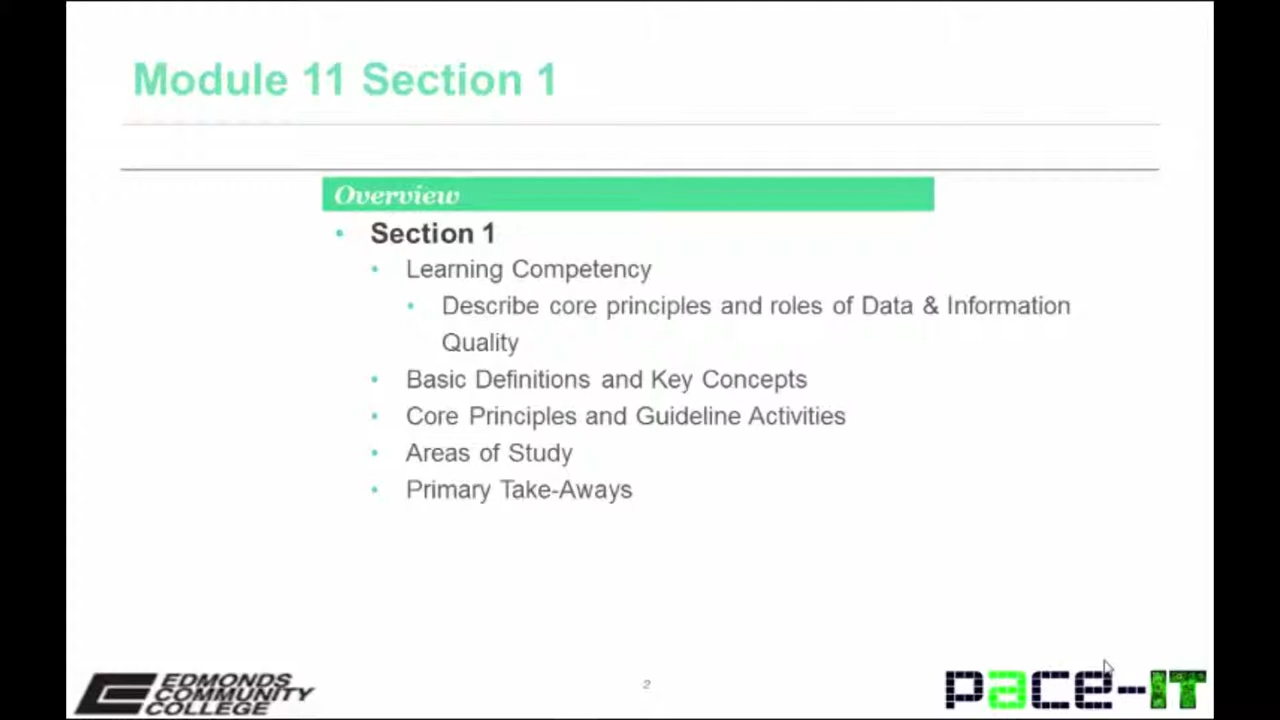 Module 11 Section 1
Overview
• Section 1
• Learning Competency
• Describe core principles and roles of Data & Information
Quality
• Basic Definitions and Key Concepts
• Core Principles and Guideline Activities
• Areas of Study
• Primary Take-Aways
EDMONDS
COMMUNITY
COLLEGE
2
pace-IT